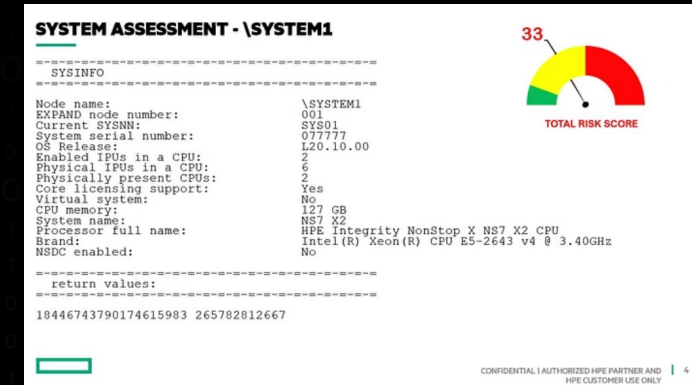 SYSTEM ASSESSMENT - \SYSTEM1
33
TOTAL RISK SCORE
=-=-=-=-=-=-=-=-=-=-=-=-=-=-=-=-=-=-=-=-=
SYSINFO
=-=-=-=-=-=-=-=-=-=-=-=-=-=-=-=-=-=-=-=-=
Node name: \SYSTEM1
EXPAND node number: 001
Current SYSNN: SYS01
System serial number: 077777
OS Release: L20.10.00
Enabled IPUs in a CPU: 2
Physical IPUs in a CPU: 6
Physically present CPUs: 2
Core licensing support: Yes
Virtual system: No
CPU memory: 127 GB
System name: NS7 X2
Processor full name: HPE Integrity NonStop X NS7 X2 CPU
Brand: Intel(R) Xeon(R) CPU E5-2643 v4 @ 3.40GHz
NSDC enabled: No
=-=-=-=-=-=-=-=-=-=-=-=-=-=-=-=-=-=-=-=-=
return values:
=-=-=-=-=-=-=-=-=-=-=-=-=-=-=-=-=-=-=-=-=
18446743790174615983 265782812667
CONFIDENTIAL | AUTHORIZED HPE PARTNER AND
HPE CUSTOMER USE ONLY
4